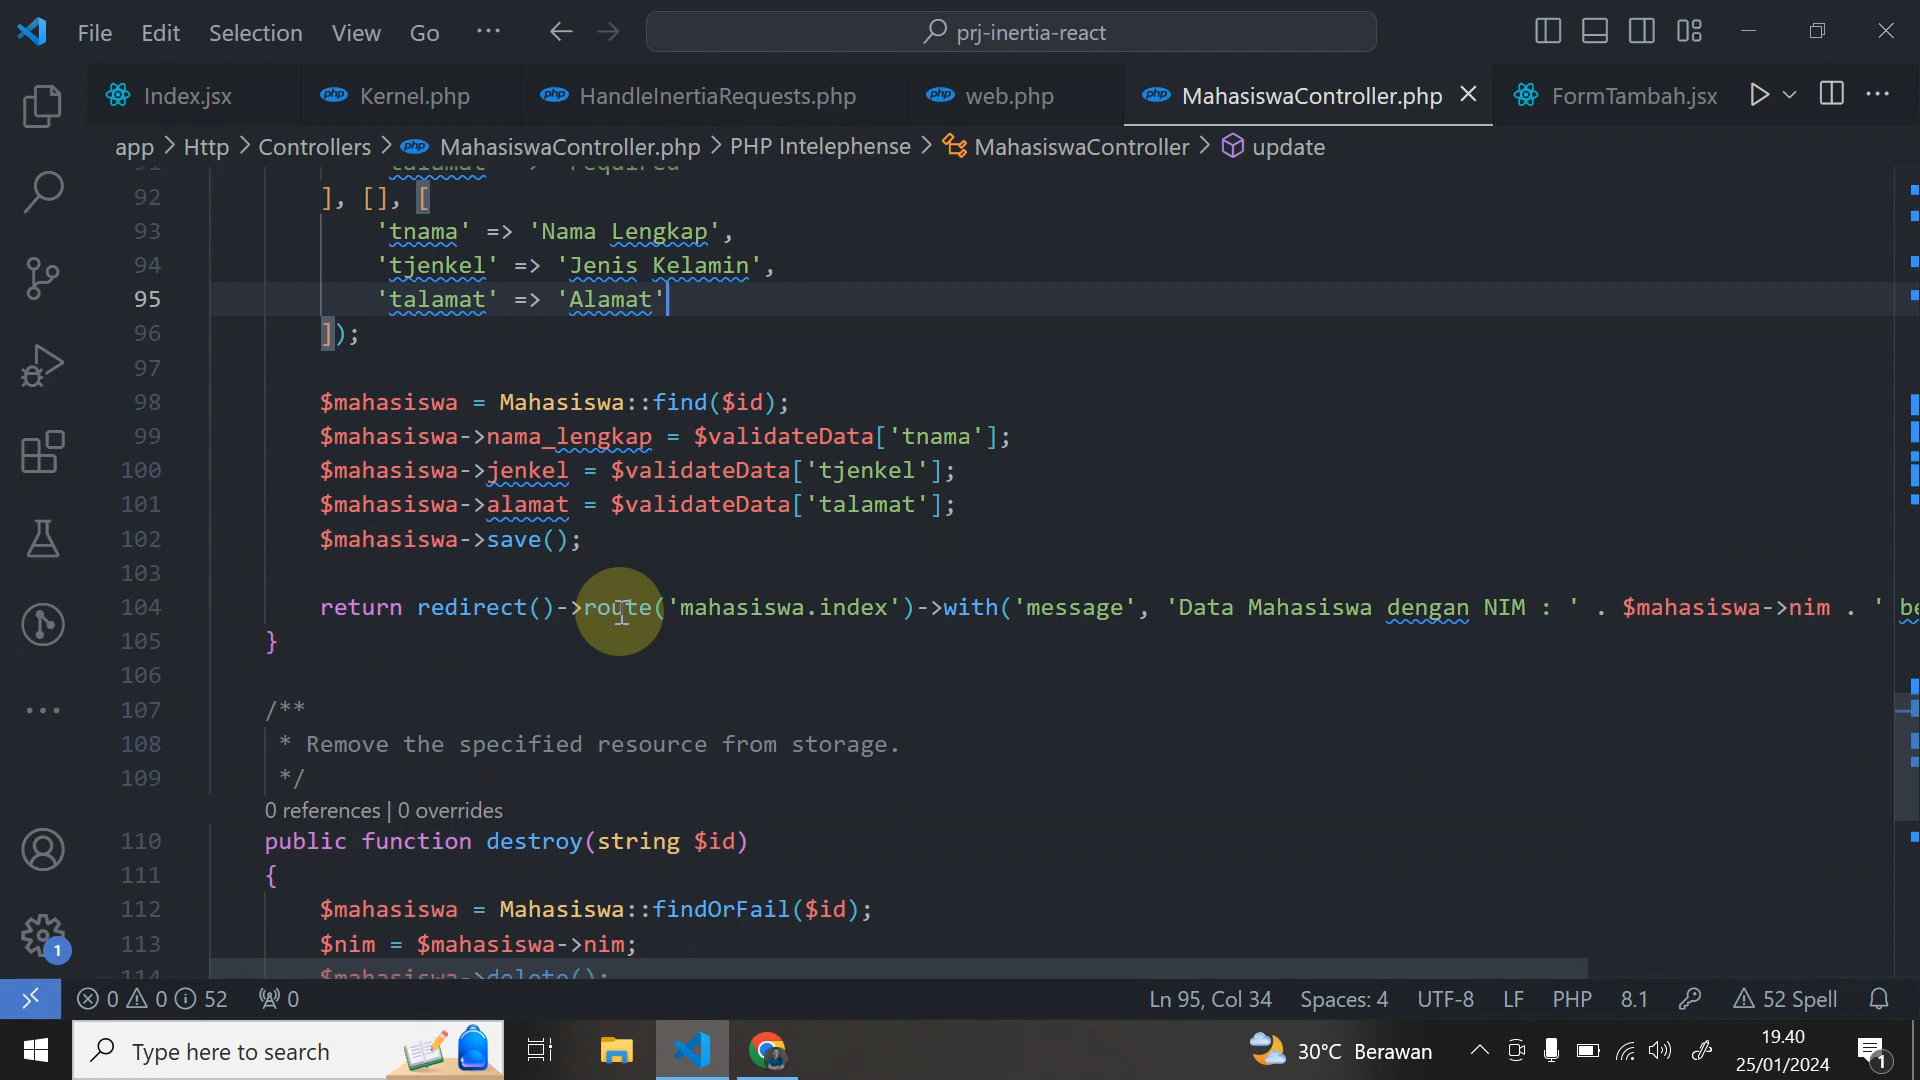 File Edit Selection View Go ··· prj-inertia-react
Index.jsx Kernel.php HandleInertiaRequests.php web.php MahasiswaController.php FormTambah.jsx ···
app > Http > Controllers > MahasiswaController.php > PHP Intelephense > MahasiswaController > update
92 ], [], [
93 'tnama' => 'Nama Lengkap',
94 'tjenkel' => 'Jenis Kelamin',
95 'talamat' => 'Alamat'
96 ]);
97
98 $mahasiswa = Mahasiswa::find($id);
99 $mahasiswa->nama_lengkap = $validateData['tnama'];
100 $mahasiswa->jenkel = $validateData['tjenkel'];
101 $mahasiswa->alamat = $validateData['talamat'];
102 $mahasiswa->save();
103
104 return redirect()->route('mahasiswa.index')->with('message', 'Data Mahasiswa dengan NIM : ' . $mahasiswa->nim . ' be
105 }
106
107 /**
108 * Remove the specified resource from storage.
109 */
0 references | 0 overrides
110 public function destroy(string $id)
111 {
112 $mahasiswa = Mahasiswa::findOrFail($id);
113 $nim = $mahasiswa->nim;
114 $mahasiswa->delete();
1
0 0 52 0 Ln 95, Col 34 Spaces: 4 UTF-8 LF PHP 8.1 52 Spell
Type here to search 30°C Berawan 19.40
25/01/2024 1